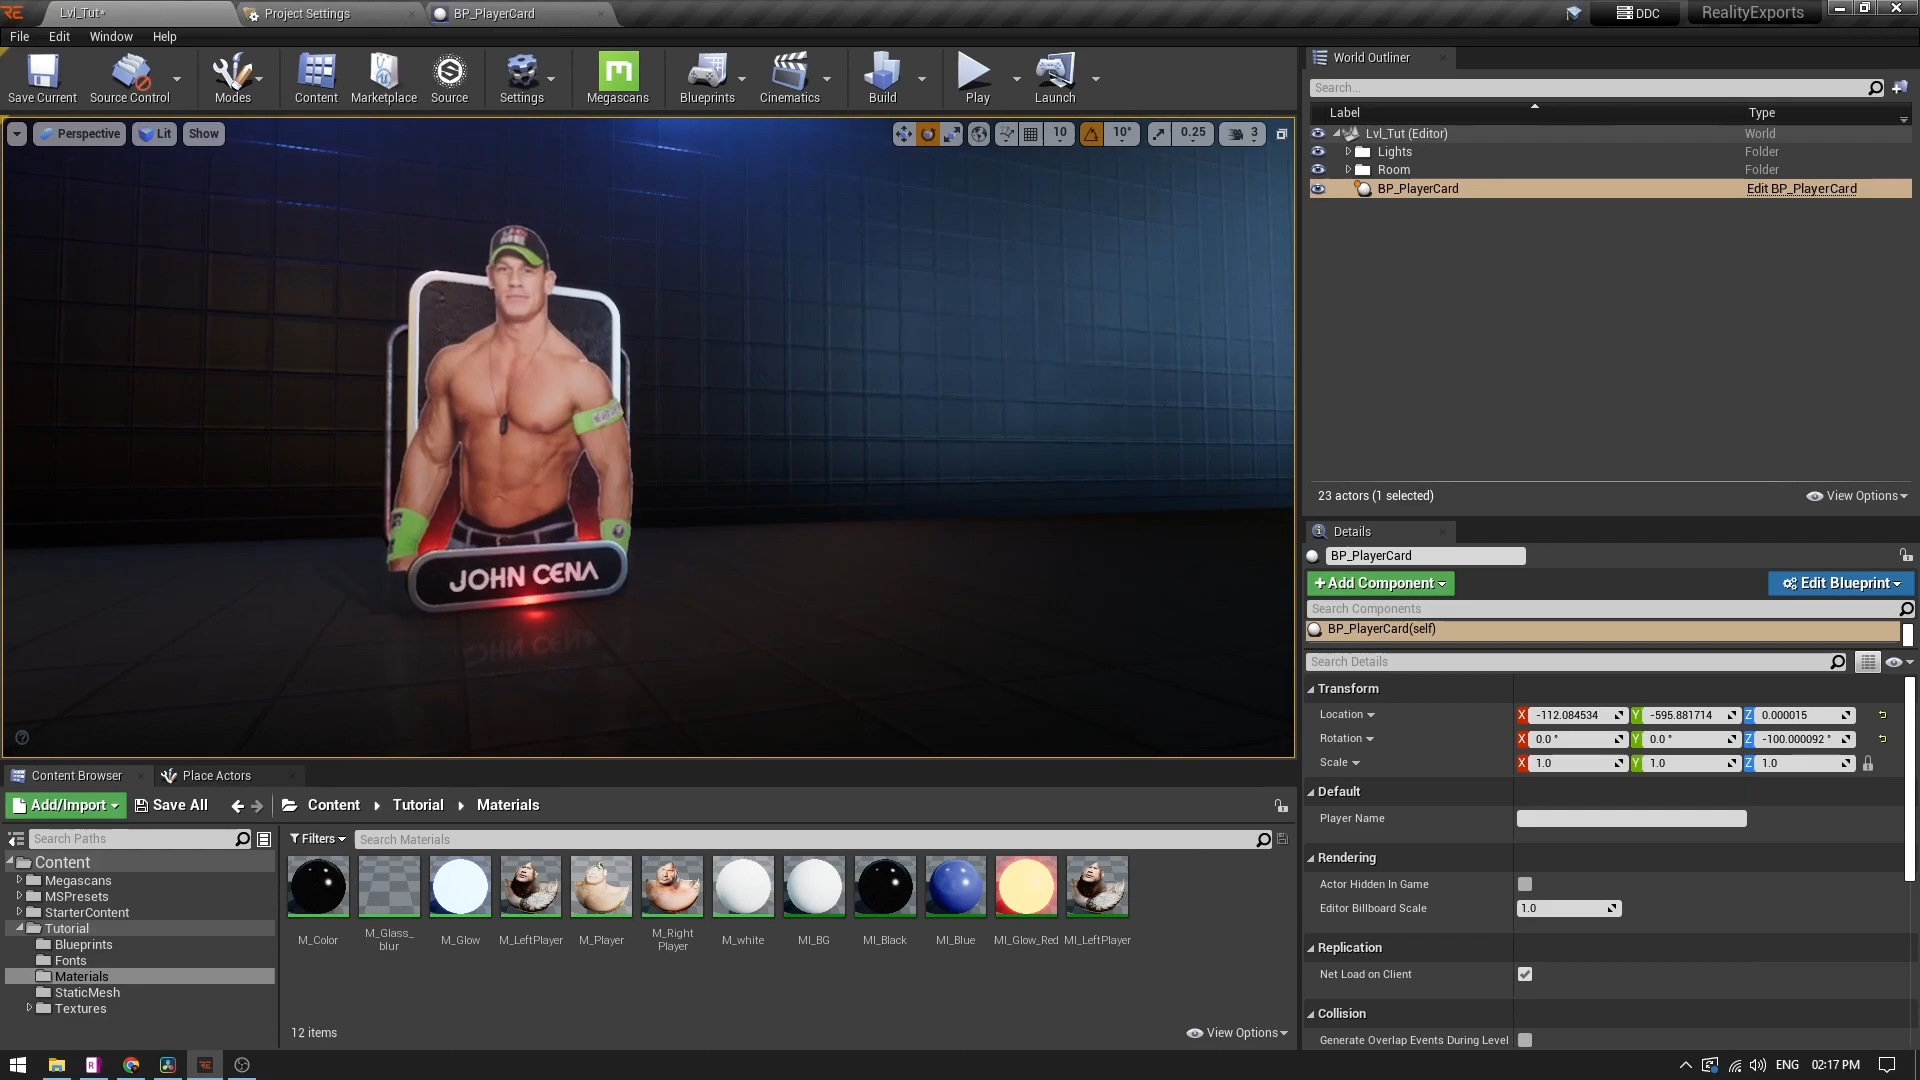 Lvl_Tut*
Project Settings
BP_PlayerCard
DDC
RealityExports
File
Edit
Window
Help
Save Current
Source Control
Modes
Content
Marketplace
Source
Settings
Megascans
Blueprints
Cinematics
Build
Play
Launch
World Outliner
Search...
Label
Type
Lvl_Tut (Editor)
World
Lights
Folder
Room
Folder
BP_PlayerCard
Edit BP_PlayerCard
23 actors (1 selected)
View Options
Perspective
Lit
Show
10
10°
0.25
3
JOHN CENA
Details
BP_PlayerCard
+Add Component
Edit Blueprint
Search Components
BP_PlayerCard(self)
Search Details
Transform
Location
X
-112.084534
Y
-595.881714
Z
0.000015
Rotation
X
0.0 °
Y
0.0 °
Z
-100.000092 °
Scale
X
1.0
Y
1.0
Z
1.0
Default
Player Name
Rendering
Actor Hidden In Game
Editor Billboard Scale
1.0
Replication
Net Load on Client
Collision
Generate Overlap Events During Level
Content Browser
Place Actors
Add/Import
Save All
Content
Tutorial
Materials
Search Paths
Filters
Search Materials
Content
Megascans
MSPresets
StarterContent
Tutorial
Blueprints
Fonts
Materials
StaticMesh
Textures
M_Color
M_Glass_
blur
M_Glow
M_LeftPlayer
M_Player
M_Right
Player
M_white
MI_BG
MI_Black
MI_Blue
MI_Glow_Red
MI_LeftPlayer
12 items
View Options
ENG
02:17 PM